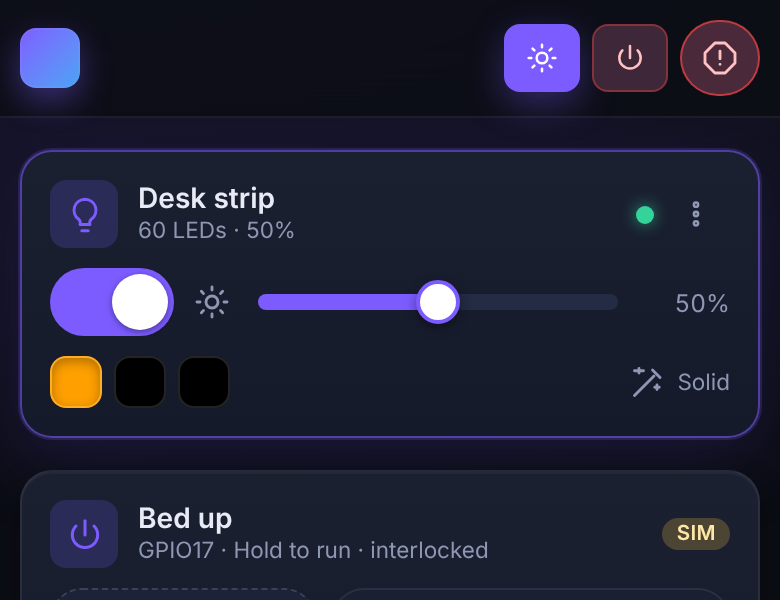 Desk strip
60 LEDs · 50%
50%
Solid
Bed up
GPIO17 · Hold to run · interlocked
SIM